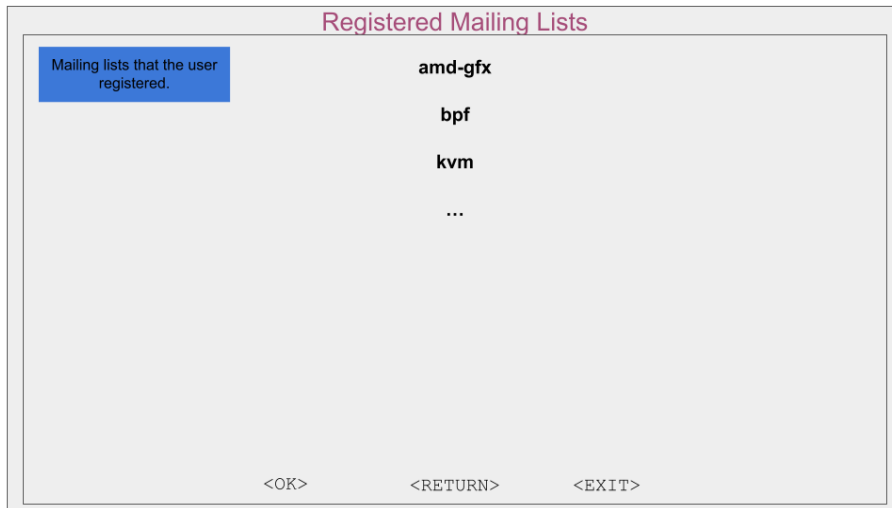 Registered Mailing Lists
Mailing lists that the user
registered.
amd-gfx
bpf
kvm
...
<OK> <RETURN> <EXIT>